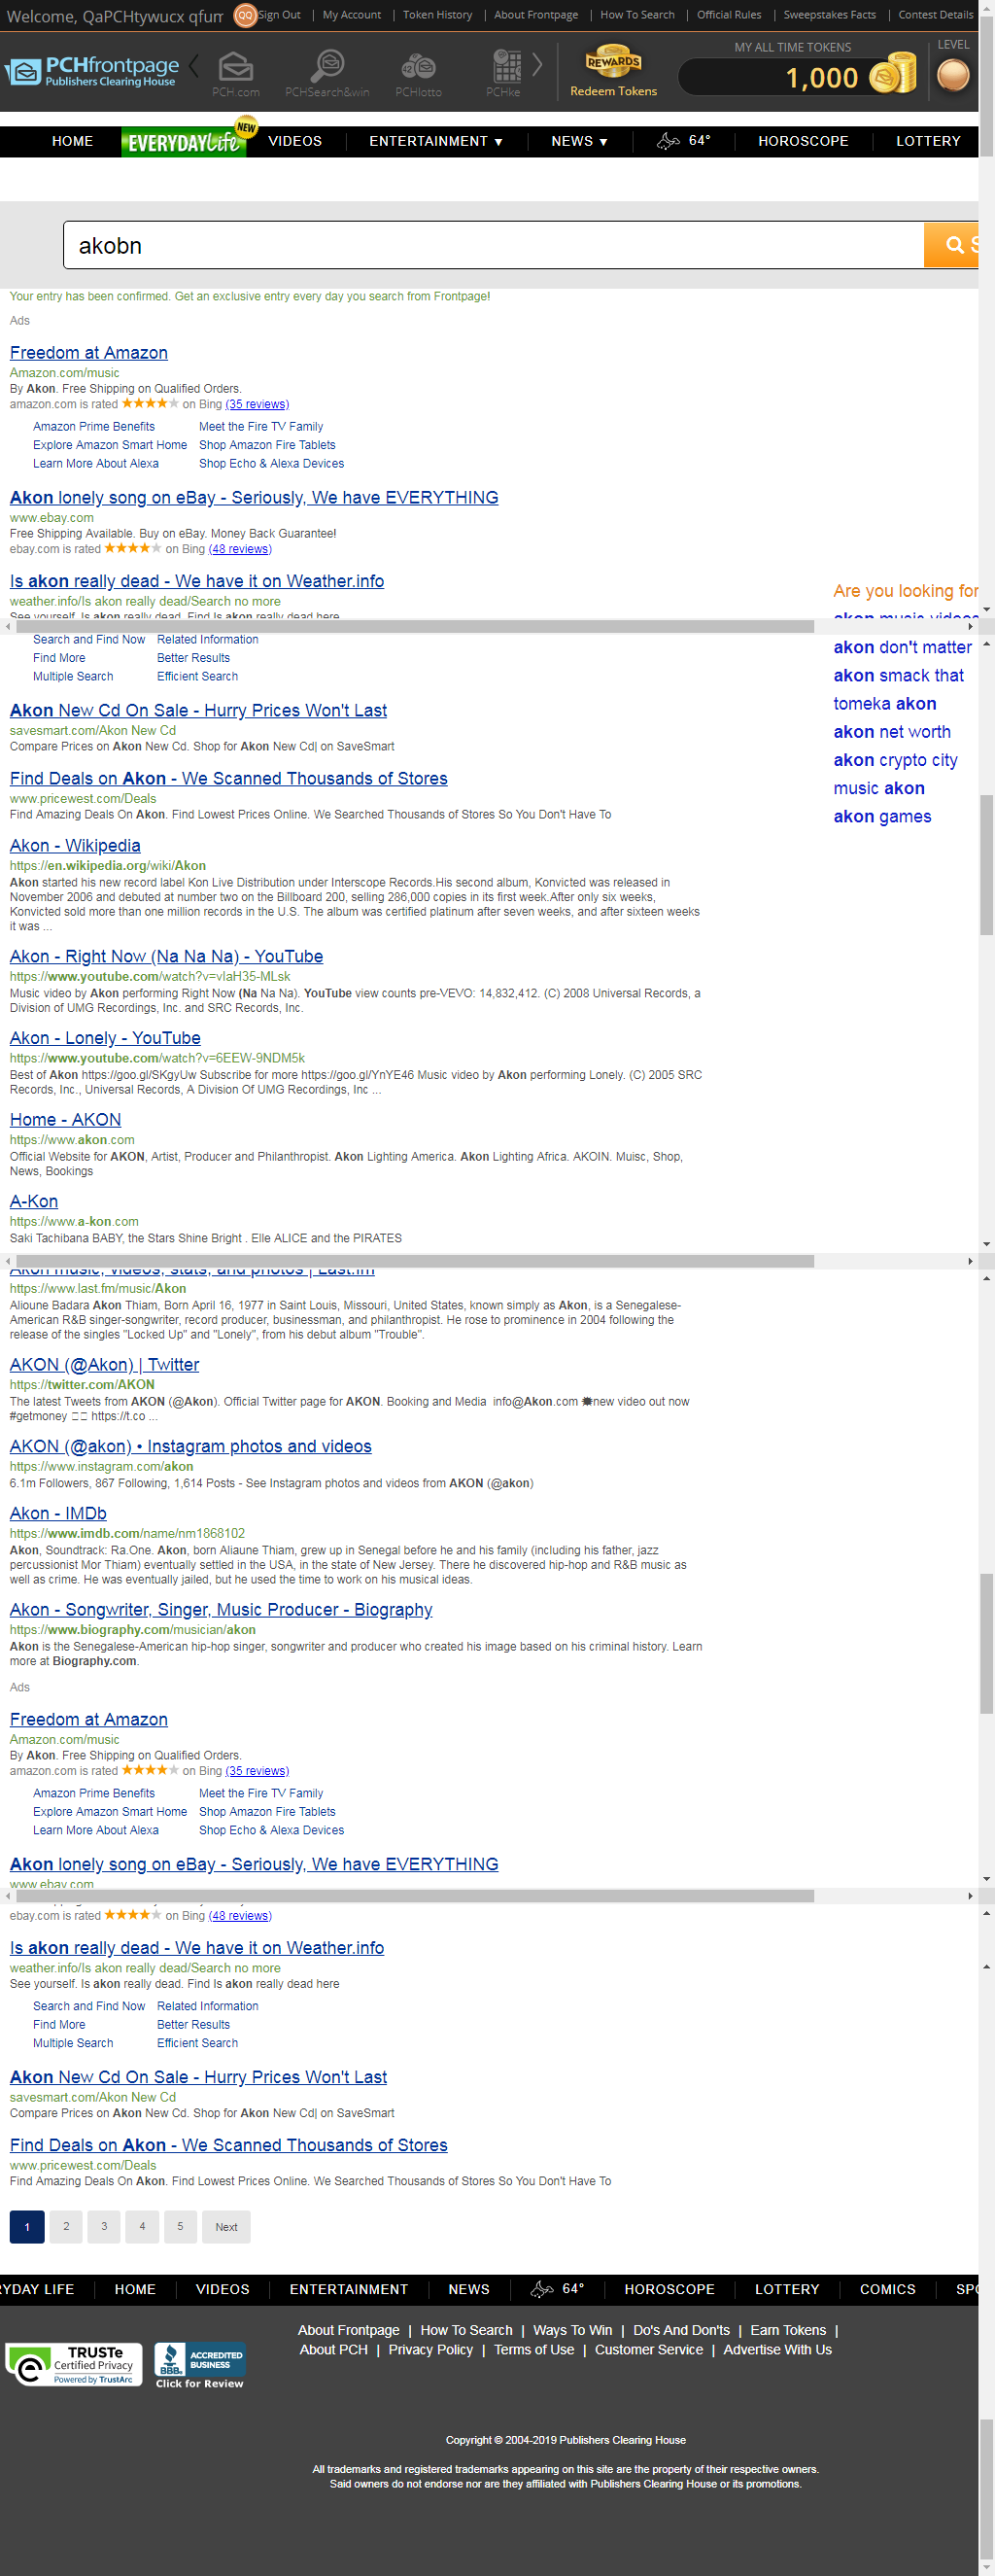 Welcome, QaPCHtywucx qfurr QQ Sign Out | My Account | Token History | About Frontpage | How To Search | Official Rules | Sweepstakes Facts | Contest Details
PCHfrontpage
Publishers Clearing House
PCH.com PCHSearch&win PCHlotto PCHke
REWARDS
Redeem Tokens
MY ALL TIME TOKENS
1,000
LEVEL
HOME EVERYDAY Life NEW VIDEOS ENTERTAINMENT ▼ NEWS ▼ 64° HOROSCOPE LOTTERY
akobn
S
Your entry has been confirmed. Get an exclusive entry every day you search from Frontpage!
Ads
Freedom at Amazon
Amazon.com/music
By Akon. Free Shipping on Qualified Orders.
amazon.com is rated ★★★★★ on Bing (35 reviews)
Amazon Prime Benefits Meet the Fire TV Family
Explore Amazon Smart Home Shop Amazon Fire Tablets
Learn More About Alexa Shop Echo & Alexa Devices
Akon lonely song on eBay - Seriously, We have EVERYTHING
www.ebay.com
Free Shipping Available. Buy on eBay. Money Back Guarantee!
ebay.com is rated ★★★★★ on Bing (48 reviews)
Is akon really dead - We have it on Weather.info
weather.info/Is akon really dead/Search no more
See yourself. Is akon really dead. Find Is akon really dead here
Are you looking for
akon music videos
Search and Find Now Related Information
Find More Better Results
Multiple Search Efficient Search
akon don't matter
akon smack that
tomeka akon
akon net worth
akon crypto city
music akon
akon games
Akon New Cd On Sale - Hurry Prices Won't Last
savesmart.com/Akon New Cd
Compare Prices on Akon New Cd. Shop for Akon New Cd| on SaveSmart
Find Deals on Akon - We Scanned Thousands of Stores
www.pricewest.com/Deals
Find Amazing Deals On Akon. Find Lowest Prices Online. We Searched Thousands of Stores So You Don't Have To
Akon - Wikipedia
https://en.wikipedia.org/wiki/Akon
Akon started his new record label Kon Live Distribution under Interscope Records.His second album, Konvicted was released in
November 2006 and debuted at number two on the Billboard 200, selling 286,000 copies in its first week.After only six weeks,
Konvicted sold more than one million records in the U.S. The album was certified platinum after seven weeks, and after sixteen weeks
it was ...
Akon - Right Now (Na Na Na) - YouTube
https://www.youtube.com/watch?v=vIaH35-MLsk
Music video by Akon performing Right Now (Na Na Na). YouTube view counts pre-VEVO: 14,832,412. (C) 2008 Universal Records, a
Division of UMG Recordings, Inc. and SRC Records, Inc.
Akon - Lonely - YouTube
https://www.youtube.com/watch?v=6EEW-9NDM5k
Best of Akon https://goo.gl/SKgyUw Subscribe for more https://goo.gl/YnYE46 Music video by Akon performing Lonely. (C) 2005 SRC
Records, Inc., Universal Records, A Division Of UMG Recordings, Inc ...
Home - AKON
https://www.akon.com
Official Website for AKON, Artist, Producer and Philanthropist. Akon Lighting America. Akon Lighting Africa. AKOIN. Muisc, Shop,
News, Bookings
A-Kon
https://www.a-kon.com
Saki Tachibana BABY, the Stars Shine Bright . Elle ALICE and the PIRATES
Akon music, videos, stats, and photos | Last.fm
https://www.last.fm/music/Akon
Alioune Badara Akon Thiam, Born April 16, 1977 in Saint Louis, Missouri, United States, known simply as Akon, is a Senegalese-
American R&B singer-songwriter, record producer, businessman, and philanthropist. He rose to prominence in 2004 following the
release of the singles "Locked Up" and "Lonely", from his debut album "Trouble".
AKON (@Akon) | Twitter
https://twitter.com/AKON
The latest Tweets from AKON (@Akon). Official Twitter page for AKON. Booking and Media info@Akon.com ✹new video out now
#getmoney https://t.co ...
AKON (@akon) • Instagram photos and videos
https://www.instagram.com/akon
6.1m Followers, 867 Following, 1,614 Posts - See Instagram photos and videos from AKON (@akon)
Akon - IMDb
https://www.imdb.com/name/nm1868102
Akon, Soundtrack: Ra.One. Akon, born Aliaune Thiam, grew up in Senegal before he and his family (including his father, jazz
percussionist Mor Thiam) eventually settled in the USA, in the state of New Jersey. There he discovered hip-hop and R&B music as
well as crime. He was eventually jailed, but he used the time to work on his musical ideas.
Akon - Songwriter, Singer, Music Producer - Biography
https://www.biography.com/musician/akon
Akon is the Senegalese-American hip-hop singer, songwriter and producer who created his image based on his criminal history. Learn
more at Biography.com.
Ads
Freedom at Amazon
Amazon.com/music
By Akon. Free Shipping on Qualified Orders.
amazon.com is rated ★★★★★ on Bing (35 reviews)
Amazon Prime Benefits Meet the Fire TV Family
Explore Amazon Smart Home Shop Amazon Fire Tablets
Learn More About Alexa Shop Echo & Alexa Devices
Akon lonely song on eBay - Seriously, We have EVERYTHING
www.ebay.com
ebay.com is rated ★★★★★ on Bing (48 reviews)
Is akon really dead - We have it on Weather.info
weather.info/Is akon really dead/Search no more
See yourself. Is akon really dead. Find Is akon really dead here
Search and Find Now Related Information
Find More Better Results
Multiple Search Efficient Search
Akon New Cd On Sale - Hurry Prices Won't Last
savesmart.com/Akon New Cd
Compare Prices on Akon New Cd. Shop for Akon New Cd| on SaveSmart
Find Deals on Akon - We Scanned Thousands of Stores
www.pricewest.com/Deals
Find Amazing Deals On Akon. Find Lowest Prices Online. We Searched Thousands of Stores So You Don't Have To
1 2 3 4 5 Next
RYDAY LIFE HOME VIDEOS ENTERTAINMENT NEWS 64° HOROSCOPE LOTTERY COMICS SPO
About Frontpage | How To Search | Ways To Win | Do's And Don'ts | Earn Tokens |
About PCH | Privacy Policy | Terms of Use | Customer Service | Advertise With Us
TRUSTe
Certified Privacy
Powered by TrustArc
BBB. ACCREDITED BUSINESS
Click for Review
Copyright © 2004-2019 Publishers Clearing House
All trademarks and registered trademarks appearing on this site are the property of their respective owners.
Said owners do not endorse nor are they affiliated with Publishers Clearing House or its promotions.